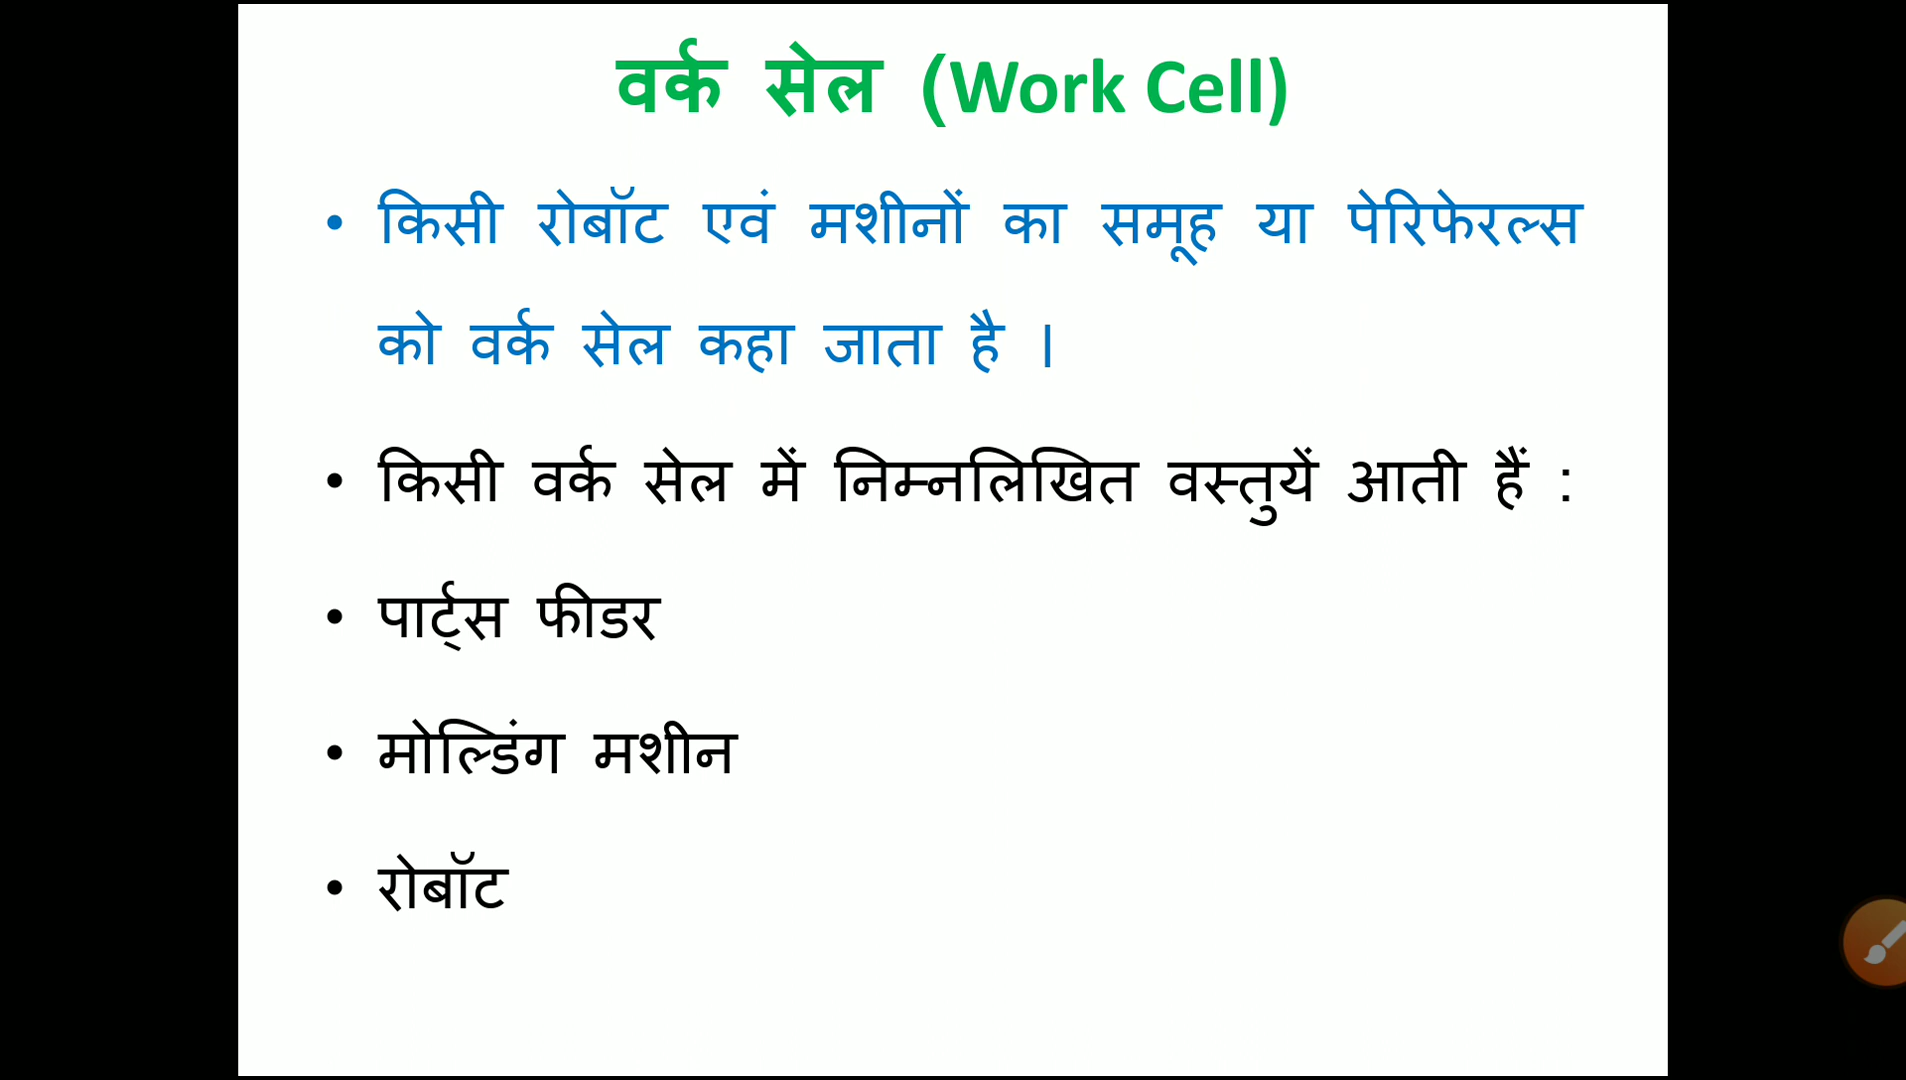 वर्क सेल (Work Cell)
• किसी रोबॉट एवं मशीनों का समूह या पेरिफेरल्स
को वर्क सेल कहा जाता है ।
• किसी वर्क सेल में निम्नलिखित वस्तुयें आती हैं :
• पार्ट्स फीडर
• मोल्डिंग मशीन
• रोबॉट